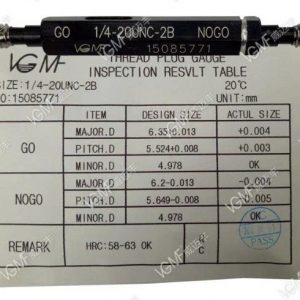 GO 1/4-20UNC-2B NOGO
VGMF 15085771
VGMF THREAD PLUG GAUGE
INSPECTION RESVLT TABLE
SIZE:1/4-20UNC-2B 20℃
NO:15085771 UNIT:mm
ITEM DESIGN SIZE ACTUL SIZE
GO MAJOR.D 6.35±0.013 +0.004
PITCH.D 5.524+0.008 +0.003
MINOR.D 4.978 OK
NOGO MAJOR.D 6.2-0.013 -0.004
PITCH.D 5.649-0.008 +0.005
MINOR.D 4.978 OK
REMARK HRC:58-63 OK Q C PASS